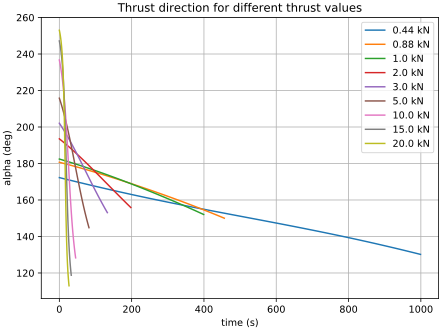 Thrust direction for different thrust values
260
240
220
200
180
160
140
120
alpha (deg)
0.44 kN
0.88 kN
1.0 kN
2.0 kN
3.0 kN
5.0 kN
10.0 kN
15.0 kN
20.0 kN
0 200 400 600 800 1000
time (s)